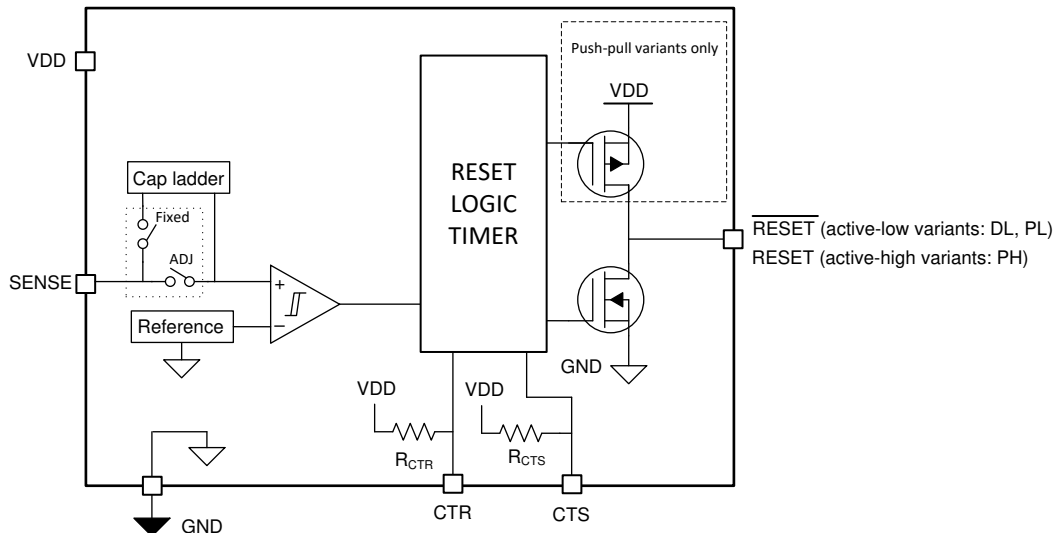 Push-pull variants only
VDD
VDD
RESET
LOGIC
TIMER
Cap ladder
Fixed
ADJ
SENSE
+
−
Reference
RESET (active-low variants: DL, PL)
RESET (active-high variants: PH)
GND
VDD
VDD
RCTR
RCTS
GND
CTR
CTS